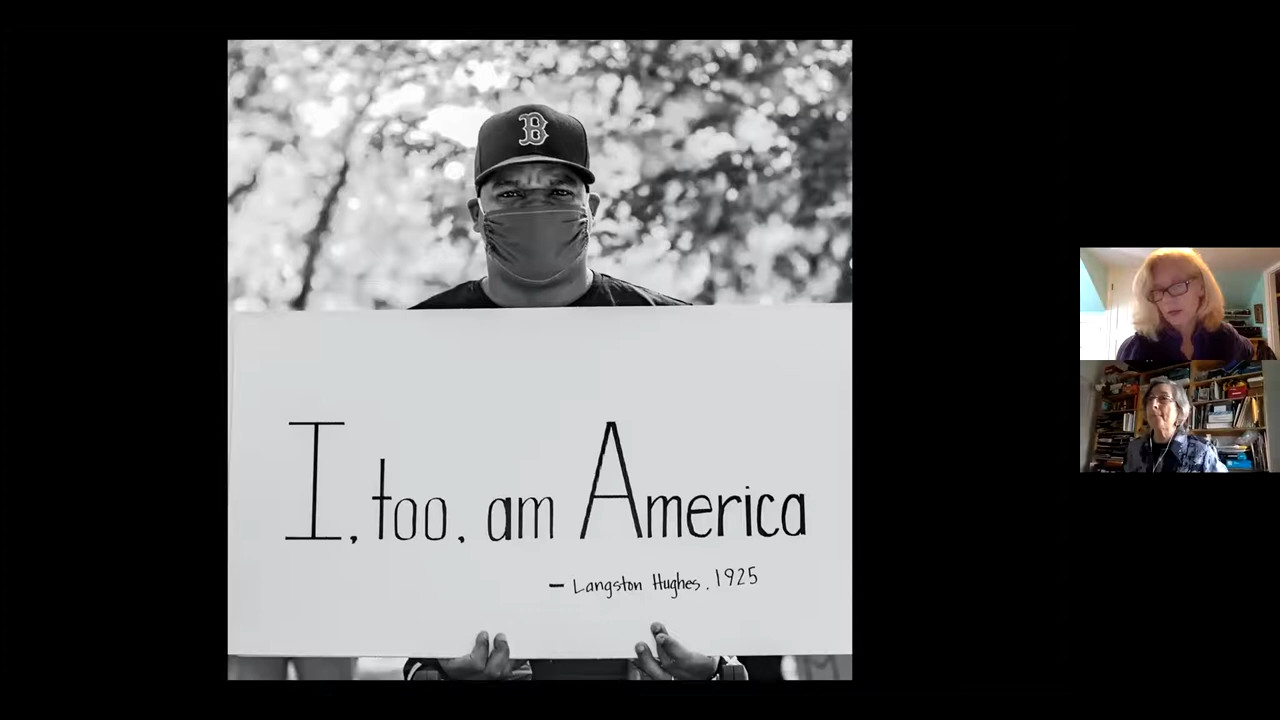 B
I, too, am America
– Langston Hughes, 1925